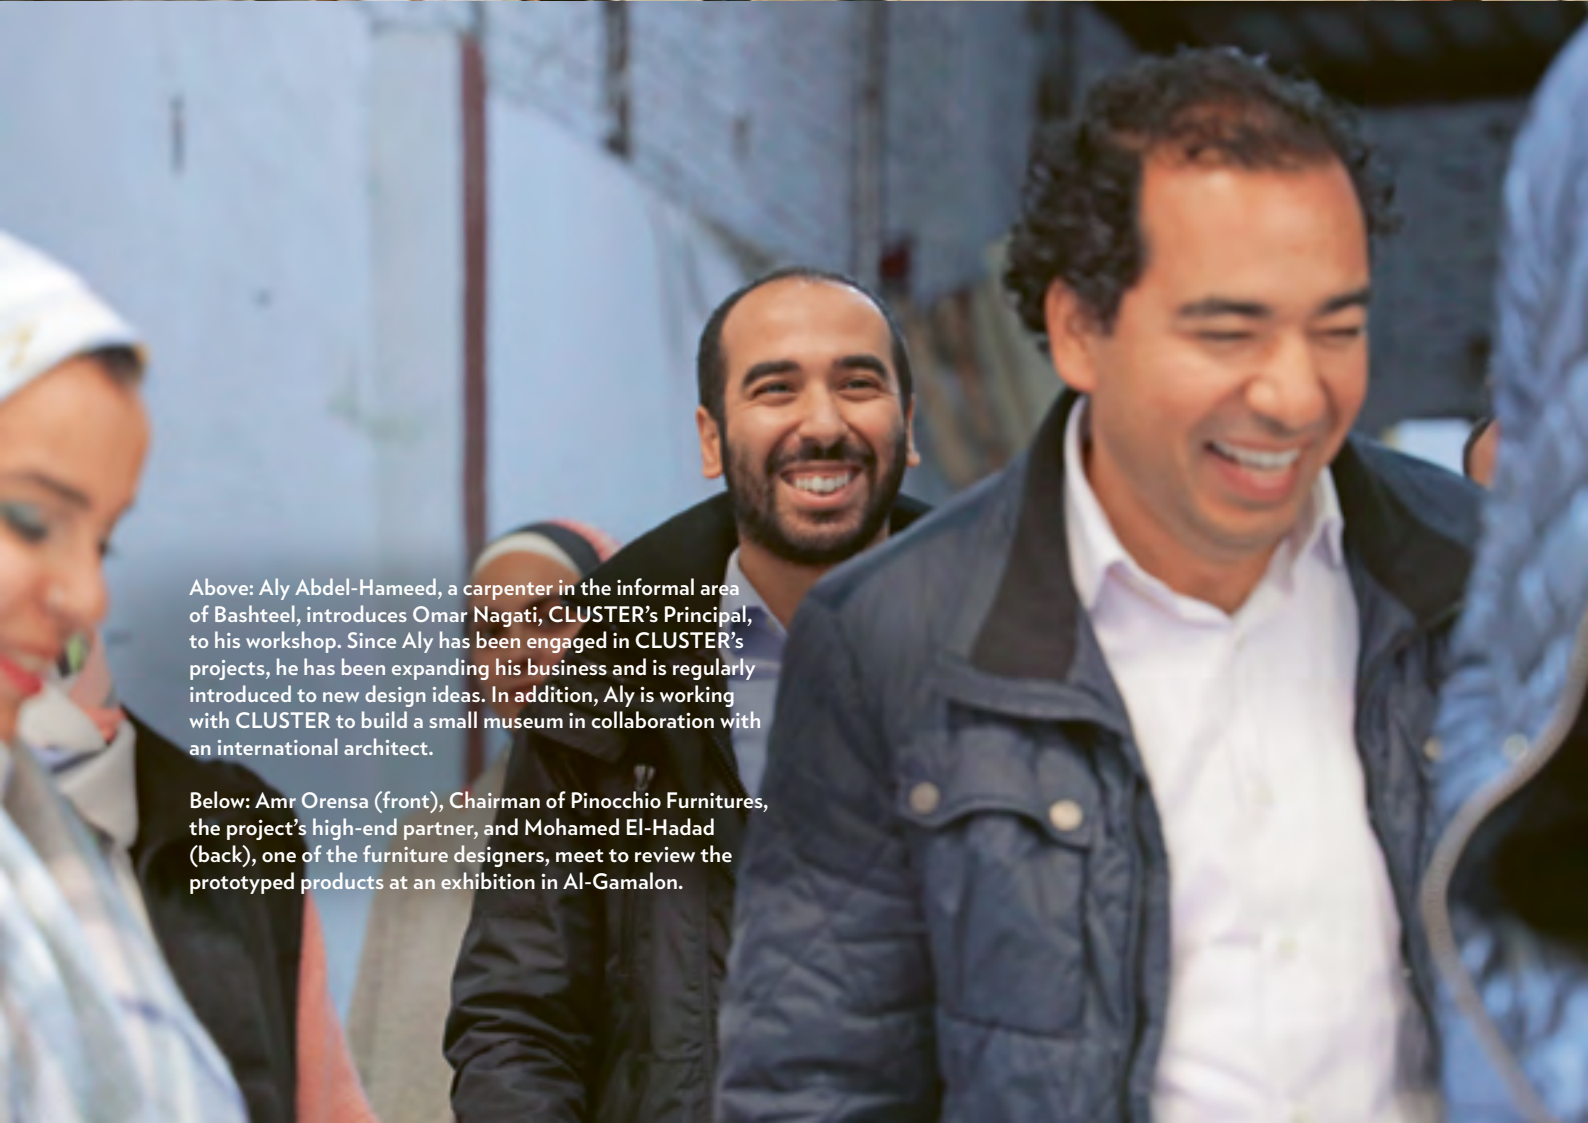 Above: Aly Abdel-Hameed, a carpenter in the informal area
of Bashteel, introduces Omar Nagati, CLUSTER’s Principal,
to his workshop. Since Aly has been engaged in CLUSTER’s
projects, he has been expanding his business and is regularly
introduced to new design ideas. In addition, Aly is working
with CLUSTER to build a small museum in collaboration with
an international architect.
Below: Amr Orensa (front), Chairman of Pinocchio Furnitures,
the project’s high-end partner, and Mohamed El-Hadad
(back), one of the furniture designers, meet to review the
prototyped products at an exhibition in Al-Gamalon.